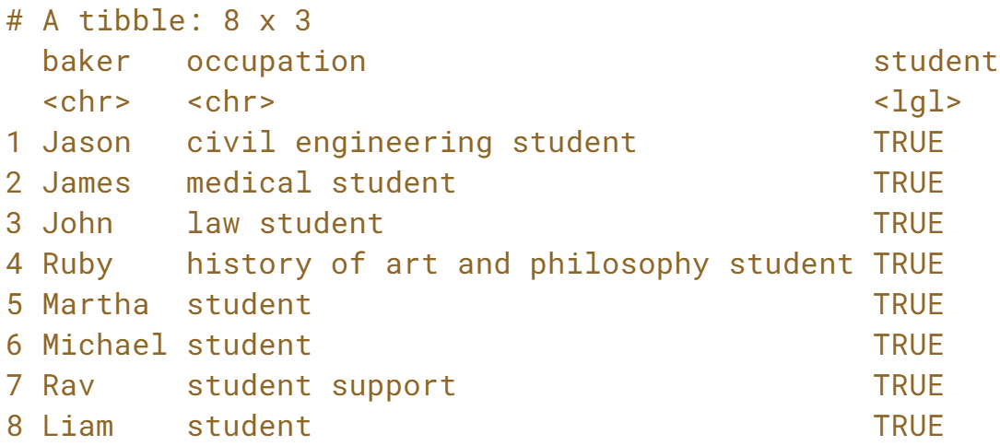 # A tibble: 8 x 3
  baker   occupation                            student
  <chr>   <chr>                                 <lgl>
1 Jason   civil engineering student             TRUE
2 James   medical student                       TRUE
3 John    law student                           TRUE
4 Ruby    history of art and philosophy student TRUE
5 Martha  student                               TRUE
6 Michael student                               TRUE
7 Rav     student support                       TRUE
8 Liam    student                               TRUE